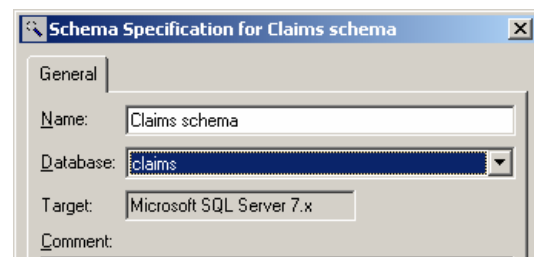 Schema Specification for Claims schema
General
Name: Claims schema
Database: claims
Target: Microsoft SQL Server 7.x
Comment: